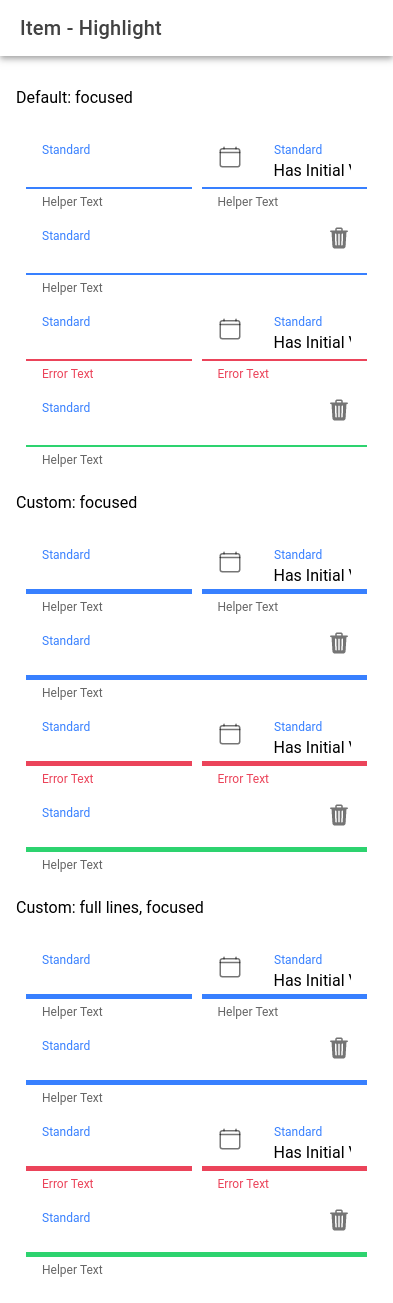 Item - Highlight
Default: focused
Standard Standard
Has Initial
Helper Text Helper Text
Standard
Helper Text
Standard Standard
Has Initial
Error Text Error Text
Standard
Helper Text
Custom: focused
Standard Standard
Has Initial
Helper Text Helper Text
Standard
Helper Text
Standard Standard
Has Initial
Error Text Error Text
Standard
Helper Text
Custom: full lines, focused
Standard Standard
Has Initial
Helper Text Helper Text
Standard
Helper Text
Standard Standard
Has Initial
Error Text Error Text
Standard
Helper Text